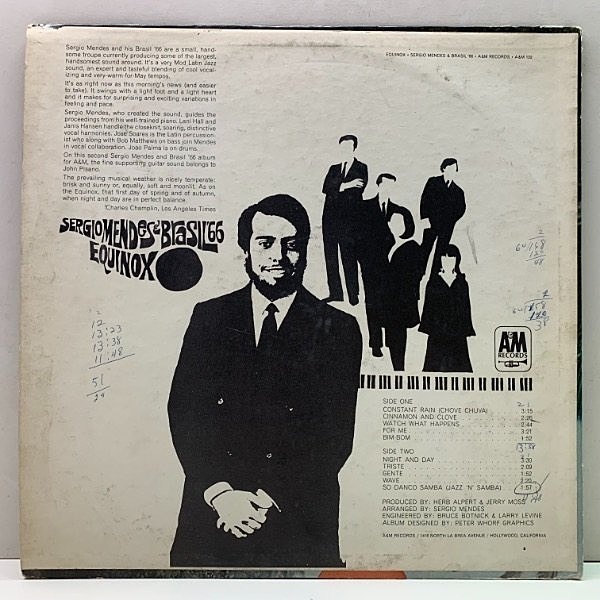 EQUINOX • SERGIO MENDES & BRASIL '66 • A&M RECORDS • A&M 122
Sergio Mendes and his Brasil '66 are a small, hand-
some troupe currently producing some of the largest,
handsomest sound around. It's a very Mod Latin Jazz
sound, an expert and tasteful blending of cool vocal-
izing and very-warm-for-May tempos.
It's as right now as this morning's news (and easier
to take). It swings with a light foot and a light heart
and it makes for surprising and exciting variations in
feeling and pace.
Sergio Mendes, who created the sound, guides the
proceedings from his well-trained piano. Lani Hall and
Janis Hansen handle the closeknit, soaring, distinctive
vocal harmonies. Jose Soares is the Latin percussion-
ist who along with Bob Matthews on bass join Mendes
in vocal collaboration. Joao Palma is on drums.
On this second Sergio Mendes and Brasil '66 album
for A&M, the fine supporting guitar sound belongs to
John Pisano.
The prevailing musical weather is nicely temperate:
brisk and sunny or, equally, soft and moonlit. As on
the Equinox, that first day of spring and of autumn,
when night and day are in perfect balance.
Charles Champlin, Los Angeles Times
SERGIO MENDES & BRASIL '66
EQUINOX
2
12
13:23
13:38
11:48
51
2
48
38
A&M
RECORDS
SIDE ONE
CONSTANT RAIN (CHOVE CHUVA) 3:15
CINNAMON AND CLOVE
WATCH WHAT HAPPENS 2:44
FOR ME 3:21
BIM-BOM 1:52
13:38
SIDE TWO
NIGHT AND DAY 3:30
TRISTE 2:09
GENTE 1:52
WAVE 2:20
SO DANCO SAMBA (JAZZ 'N' SAMBA) 1:57
PRODUCED BY: HERB ALPERT & JERRY MOSS
ARRANGED BY: SERGIO MENDES
ENGINEERED BY: BRUCE BOTNICK & LARRY LEVINE
ALBUM DESIGNED BY: PETER WHORF GRAPHICS
A&M RECORDS / 1416 NORTH LA BREA AVENUE / HOLLYWOOD, CALIFORNIA